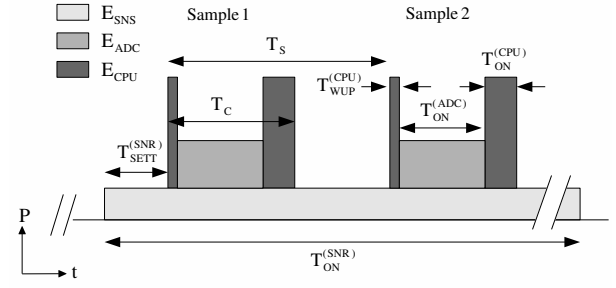 E_SNS
E_ADC
E_CPU
Sample 1
Sample 2
T_S
T_WUP^(CPU)
T_ON^(CPU)
T_C
T_ON^(ADC)
T_SETT^(SNR)
P
t
T_ON^(SNR)